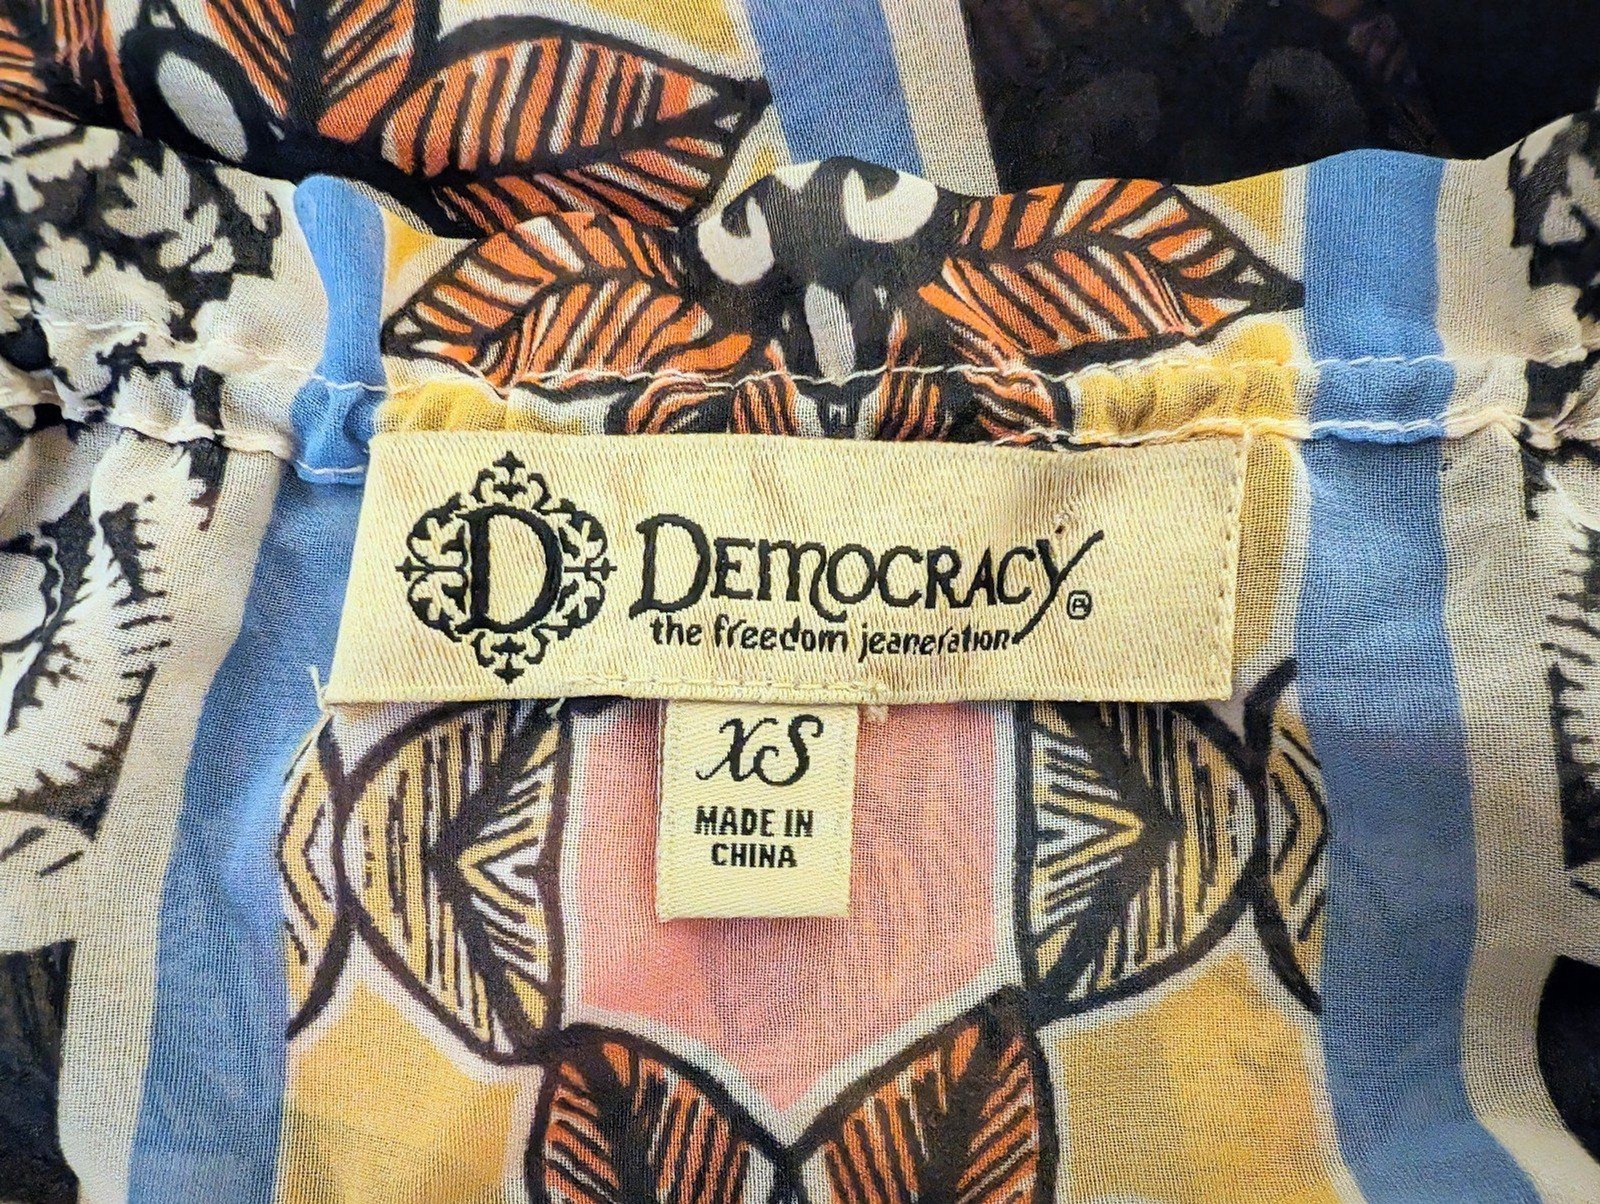 D
DEMOCRACY®
the freedom jeaneration
XS
MADE IN
CHINA